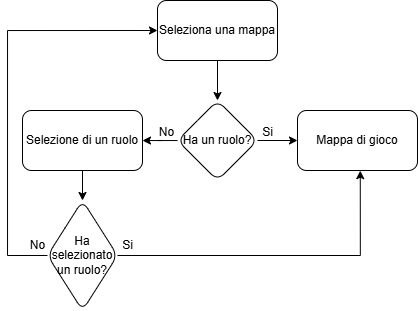 Seleziona una mappa
No
Ha un ruolo?
Si
Selezione di un ruolo
Mappa di gioco
No
Ha
selezionato
un ruolo?
Si